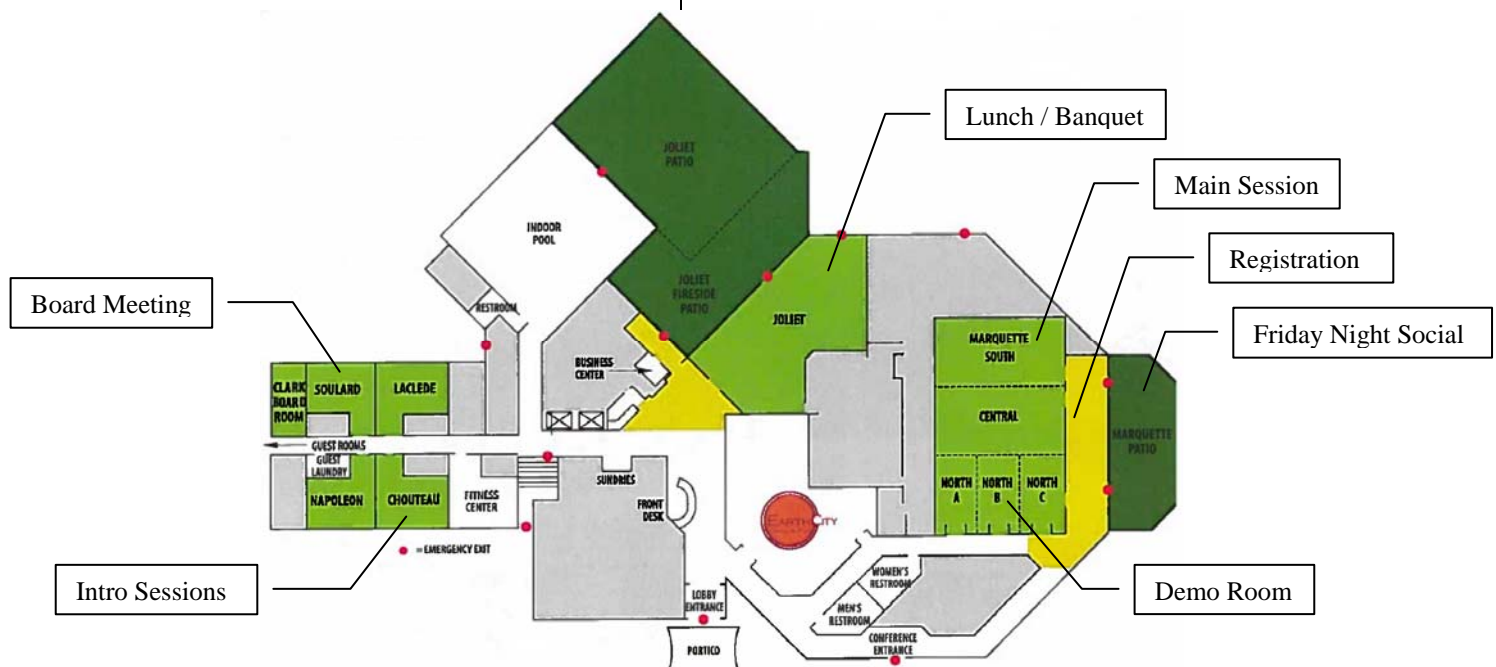 Lunch / Banquet
JOLIET
PATIO
Main Session
INDOOR
POOL
Registration
JOLIET
FIRESIDE
PATIO
Board Meeting
RESTROOM
JOLIET
Friday Night Social
MARQUETTE
SOUTH
BUSINESS
CENTER
CLARK
BOARD
ROOM
SOULARD
LACLEDE
CENTRAL
MARQUETTE
PATIO
GUEST ROOMS
GUEST
LAUNDRY
SUNDRIES
NAPOLEON
CHOUTEAU
FITNESS
CENTER
FRONT
DESK
EARTH CITY
NORTH
A
NORTH
B
NORTH
C
= EMERGENCY EXIT
Intro Sessions
WOMEN'S
RESTROOM
Demo Room
LOBBY
ENTRANCE
MEN'S
RESTROOM
CONFERENCE
ENTRANCE
PORTICO